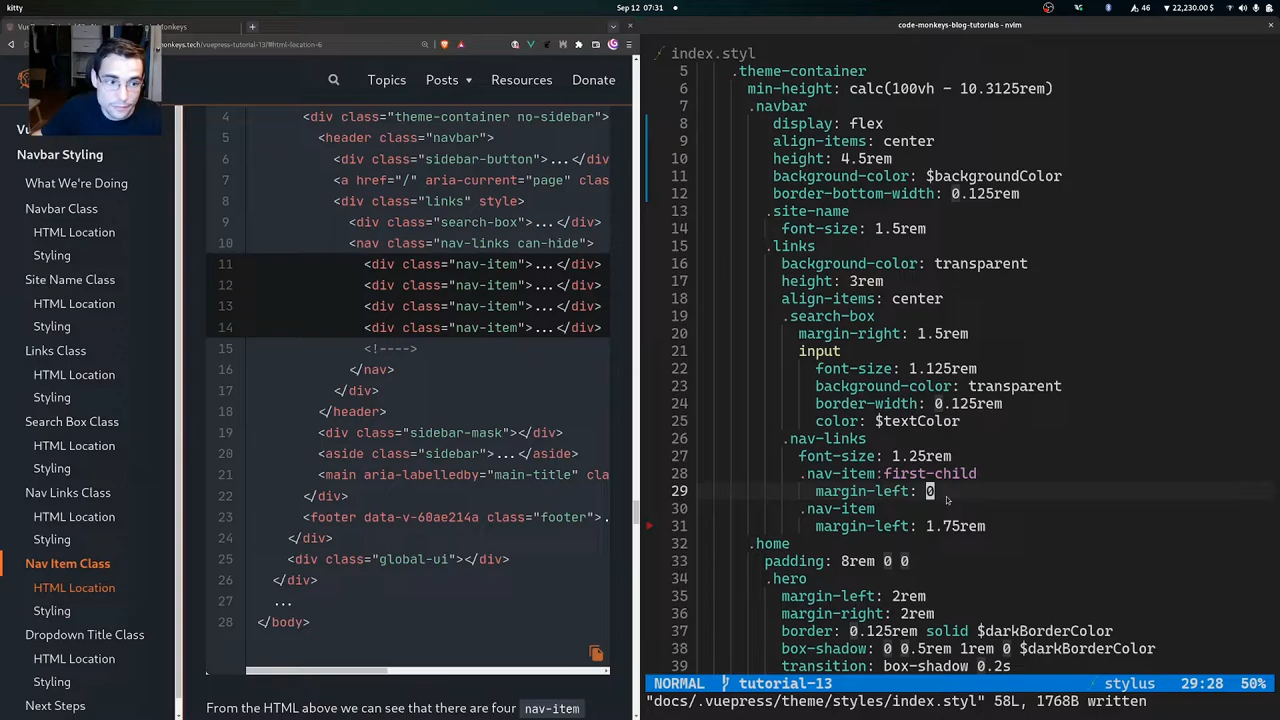 kitty
Sep 12 07:31
46
22,230.00
code-monkeys-blog-tutorials - nvim
monkeys.tech/vuepress-tutorial-13/#html-location-6
Topics
Posts
Resources
Donate
Navbar Styling
What We're Doing
Navbar Class
HTML Location
Styling
Site Name Class
HTML Location
Styling
Links Class
HTML Location
Styling
Search Box Class
HTML Location
Styling
Nav Links Class
HTML Location
Styling
Nav Item Class
HTML Location
Styling
Dropdown Title Class
HTML Location
Styling
Next Steps
4 <div class="theme-container no-sidebar">
5 <header class="navbar">
6 <div class="sidebar-button">...</div>
7 <a href="/" aria-current="page" clas
8 <div class="links" style>
9 <div class="search-box">...</div>
10 <nav class="nav-links can-hide">
11 <div class="nav-item">...</div>
12 <div class="nav-item">...</div>
13 <div class="nav-item">...</div>
14 <div class="nav-item">...</div>
15 <!---->
16 </nav>
17 </div>
18 </header>
19 <div class="sidebar-mask"></div>
20 <aside class="sidebar">...</aside>
21 <main aria-labelledby="main-title" cla
22 </div>
23 <footer data-v-60ae214a class="footer">.
24 </div>
25 <div class="global-ui"></div>
26 </div>
27 ...
28 </body>
From the HTML above we can see that there are four nav-item
index.styl
5 .theme-container
6 min-height: calc(100vh - 10.3125rem)
7 .navbar
8 display: flex
9 align-items: center
10 height: 4.5rem
11 background-color: $backgroundColor
12 border-bottom-width: 0.125rem
13 .site-name
14 font-size: 1.5rem
15 .links
16 background-color: transparent
17 height: 3rem
18 align-items: center
19 .search-box
20 margin-right: 1.5rem
21 input
22 font-size: 1.125rem
23 background-color: transparent
24 border-width: 0.125rem
25 color: $textColor
26 .nav-links
27 font-size: 1.25rem
28 .nav-item:first-child
29 margin-left: 0
30 .nav-item
31 margin-left: 1.75rem
32 .home
33 padding: 8rem 0 0
34 .hero
35 margin-left: 2rem
36 margin-right: 2rem
37 border: 0.125rem solid $darkBorderColor
38 box-shadow: 0 0.5rem 1rem 0 $darkBorderColor
39 transition: box-shadow 0.2s
NORMAL tutorial-13 stylus 29:28 50%
"docs/.vuepress/theme/styles/index.styl" 58L, 1768B written